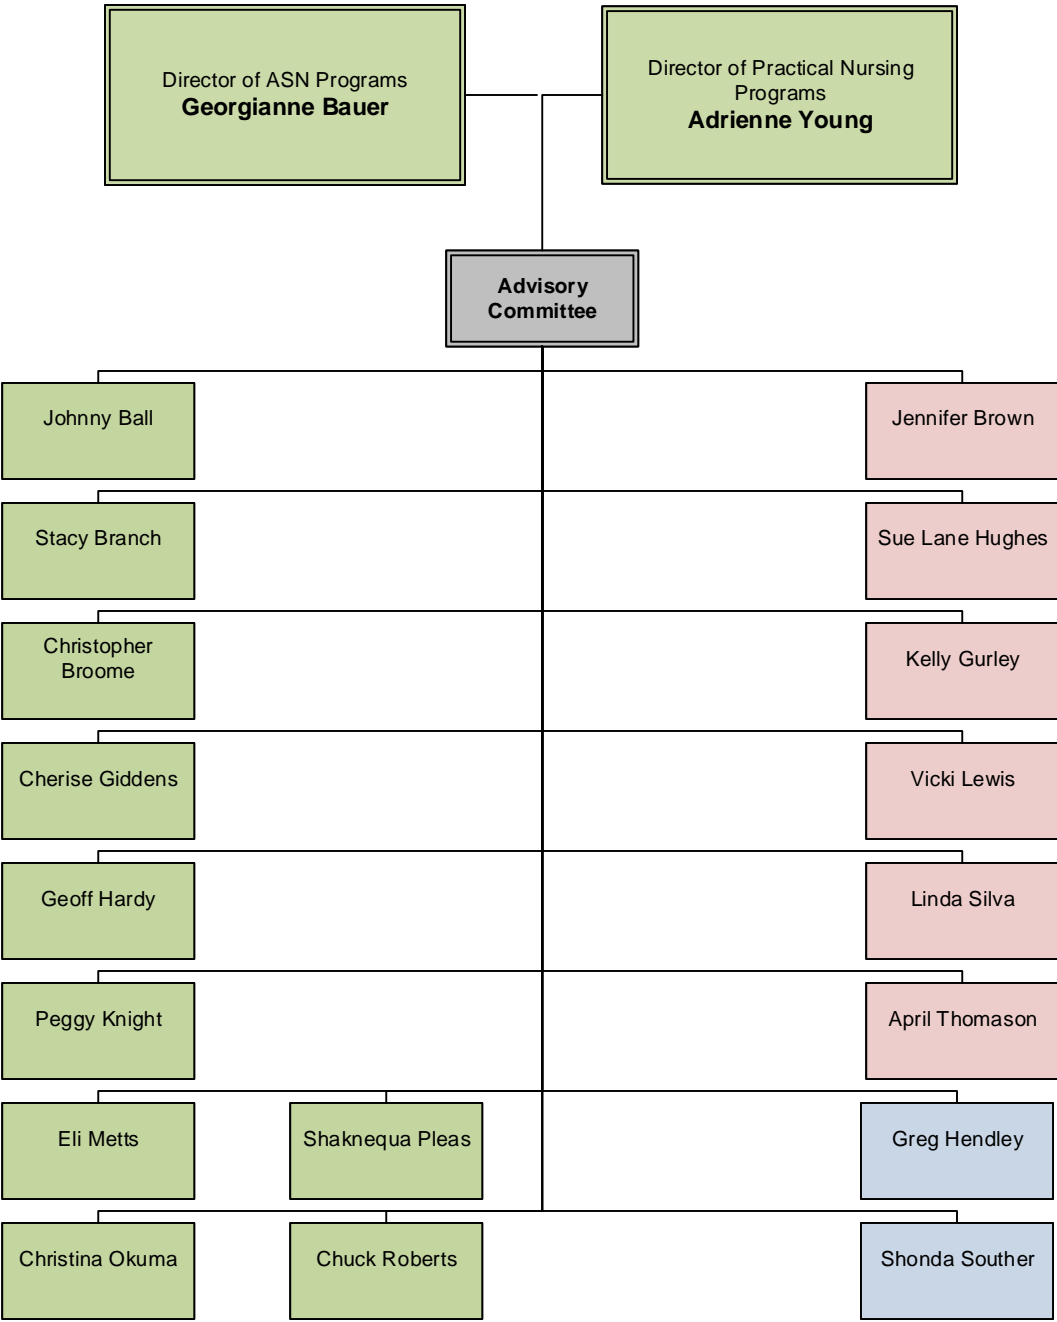 Director of ASN Programs
Georgianne Bauer
Director of Practical Nursing
Programs
Adrienne Young
Advisory
Committee
Johnny Ball
Jennifer Brown
Stacy Branch
Sue Lane Hughes
Christopher
Broome
Kelly Gurley
Cherise Giddens
Vicki Lewis
Geoff Hardy
Linda Silva
Peggy Knight
April Thomason
Eli Metts
Shaknequa Pleas
Greg Hendley
Christina Okuma
Chuck Roberts
Shonda Souther